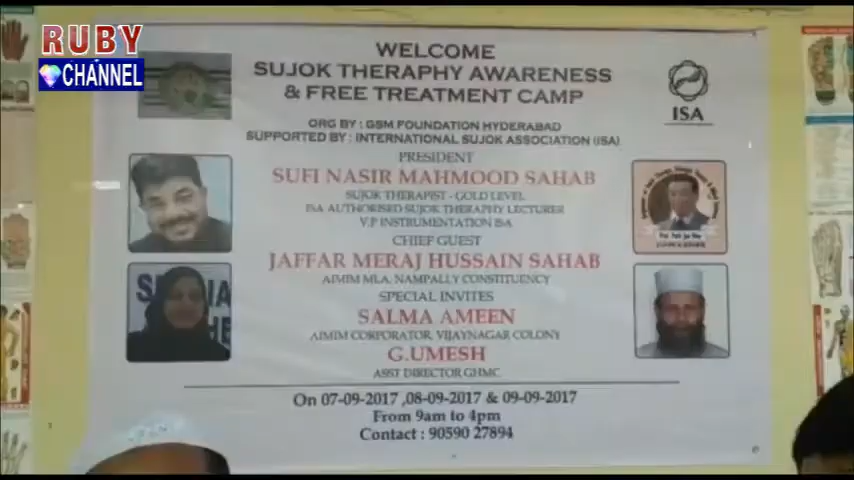 RUBY
CHANNEL
WELCOME
SUJOK THERAPHY AWARENESS
& FREE TREATMENT CAMP
ISA
ORG BY : GSM FOUNDATION HYDERABAD
SUPPORTED BY : INTERNATIONAL SUJOK ASSOCIATION (ISA)
PRESIDENT
SUFI NASIR MAHMOOD SAHAB
SUJOK THERAPIST - GOLD LEVEL
ISA AUTHORISED SUJOK THERAPHY LECTURER
V.P INSTRUMENTATION ISA
CHIEF GUEST
JAFFAR MERAJ HUSSAIN SAHAB
AIMIM MLA, NAMPALLY CONSTITUENCY
SPECIAL INVITES
SALMA AMEEN
AIMIM CORPORATOR, VIJAYNAGAR COLONY
G.UMESH
ASST DIRECTOR GHMC
On 07-09-2017 ,08-09-2017 & 09-09-2017
From 9am to 4pm
Contact : 90590 27894